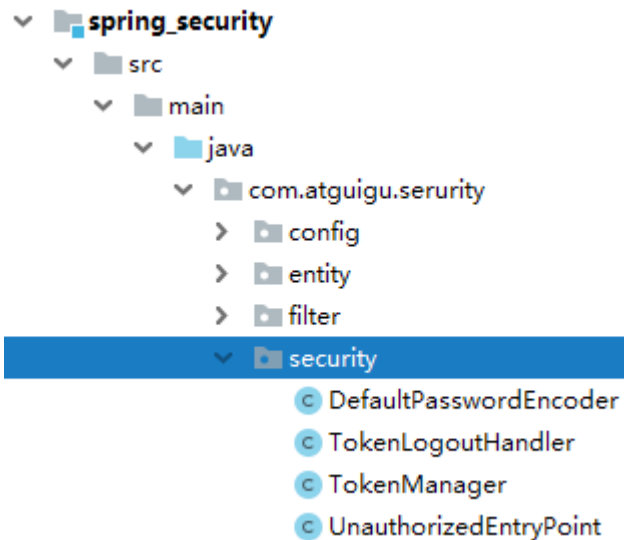 spring_security
src
main
java
com.atguigu.serurity
config
entity
filter
security
DefaultPasswordEncoder
TokenLogoutHandler
TokenManager
UnauthorizedEntryPoint